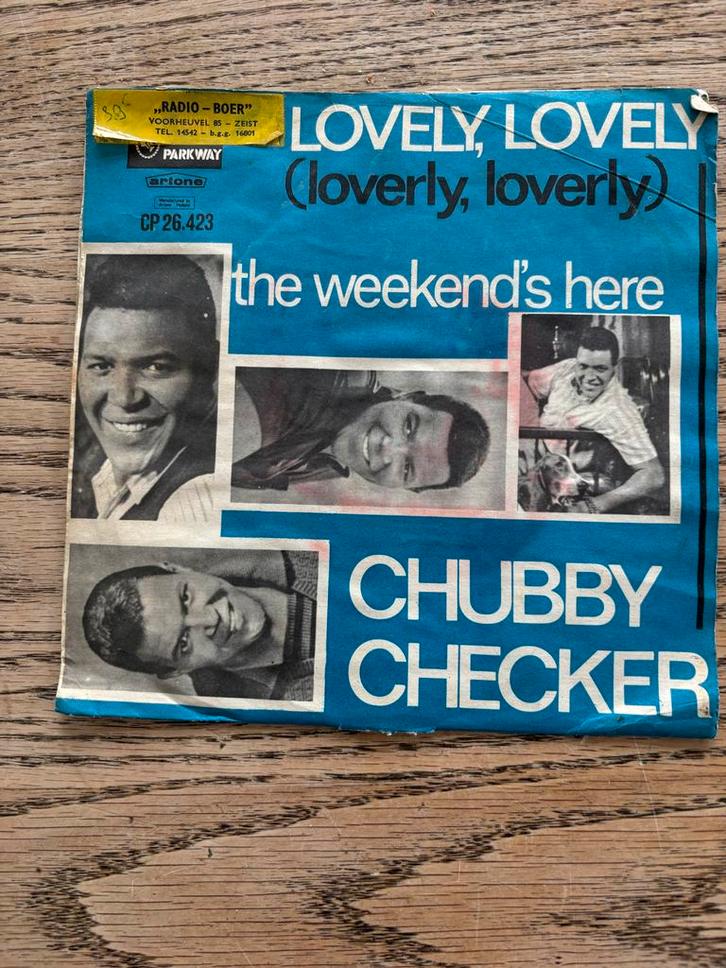 „RADIO – BOER”
VOORHEUVEL 85 – ZEIST
TEL. 14542 – b.g.g. 16801
PARKWAY
artone
CP 26.423
LOVELY, LOVELY
(loverly, loverly)
the weekend's here
CHUBBY
CHECKER